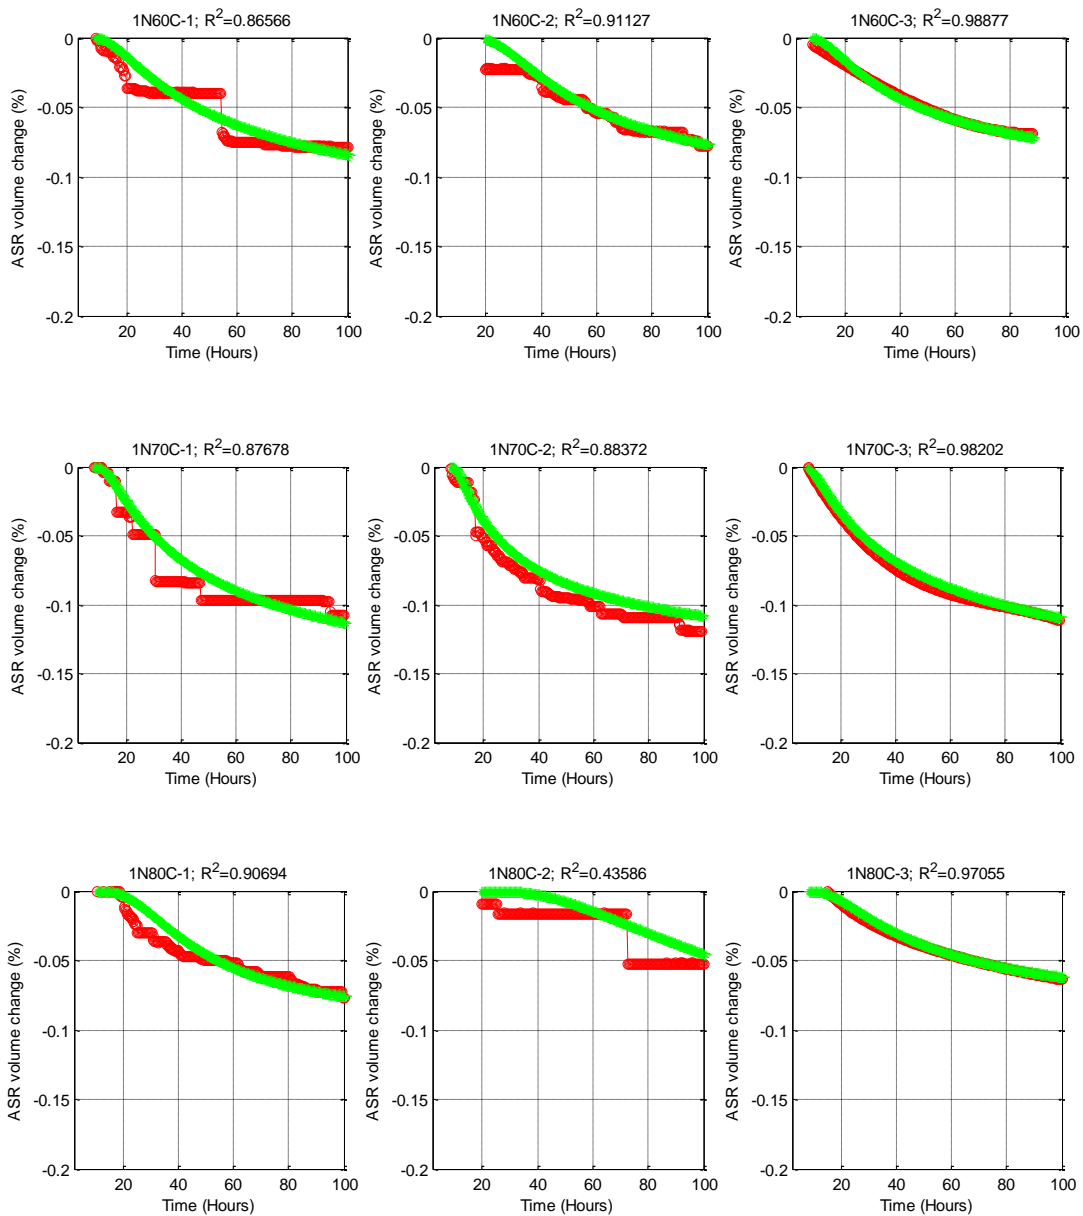 1N60C-1; R²=0.86566
0
-0.05
-0.1
-0.15
-0.2
ASR volume change (%)
20 40 60 80 100
Time (Hours)
1N60C-2; R²=0.91127
0
-0.05
-0.1
-0.15
-0.2
ASR volume change (%)
20 40 60 80 100
Time (Hours)
1N60C-3; R²=0.98877
0
-0.05
-0.1
-0.15
-0.2
ASR volume change (%)
20 40 60 80 100
Time (Hours)
1N70C-1; R²=0.87678
0
-0.05
-0.1
-0.15
-0.2
ASR volume change (%)
20 40 60 80 100
Time (Hours)
1N70C-2; R²=0.88372
0
-0.05
-0.1
-0.15
-0.2
ASR volume change (%)
20 40 60 80 100
Time (Hours)
1N70C-3; R²=0.98202
0
-0.05
-0.1
-0.15
-0.2
ASR volume change (%)
20 40 60 80 100
Time (Hours)
1N80C-1; R²=0.90694
0
-0.05
-0.1
-0.15
-0.2
ASR volume change (%)
20 40 60 80 100
Time (Hours)
1N80C-2; R²=0.43586
0
-0.05
-0.1
-0.15
-0.2
ASR volume change (%)
20 40 60 80 100
Time (Hours)
1N80C-3; R²=0.97055
0
-0.05
-0.1
-0.15
-0.2
ASR volume change (%)
20 40 60 80 100
Time (Hours)